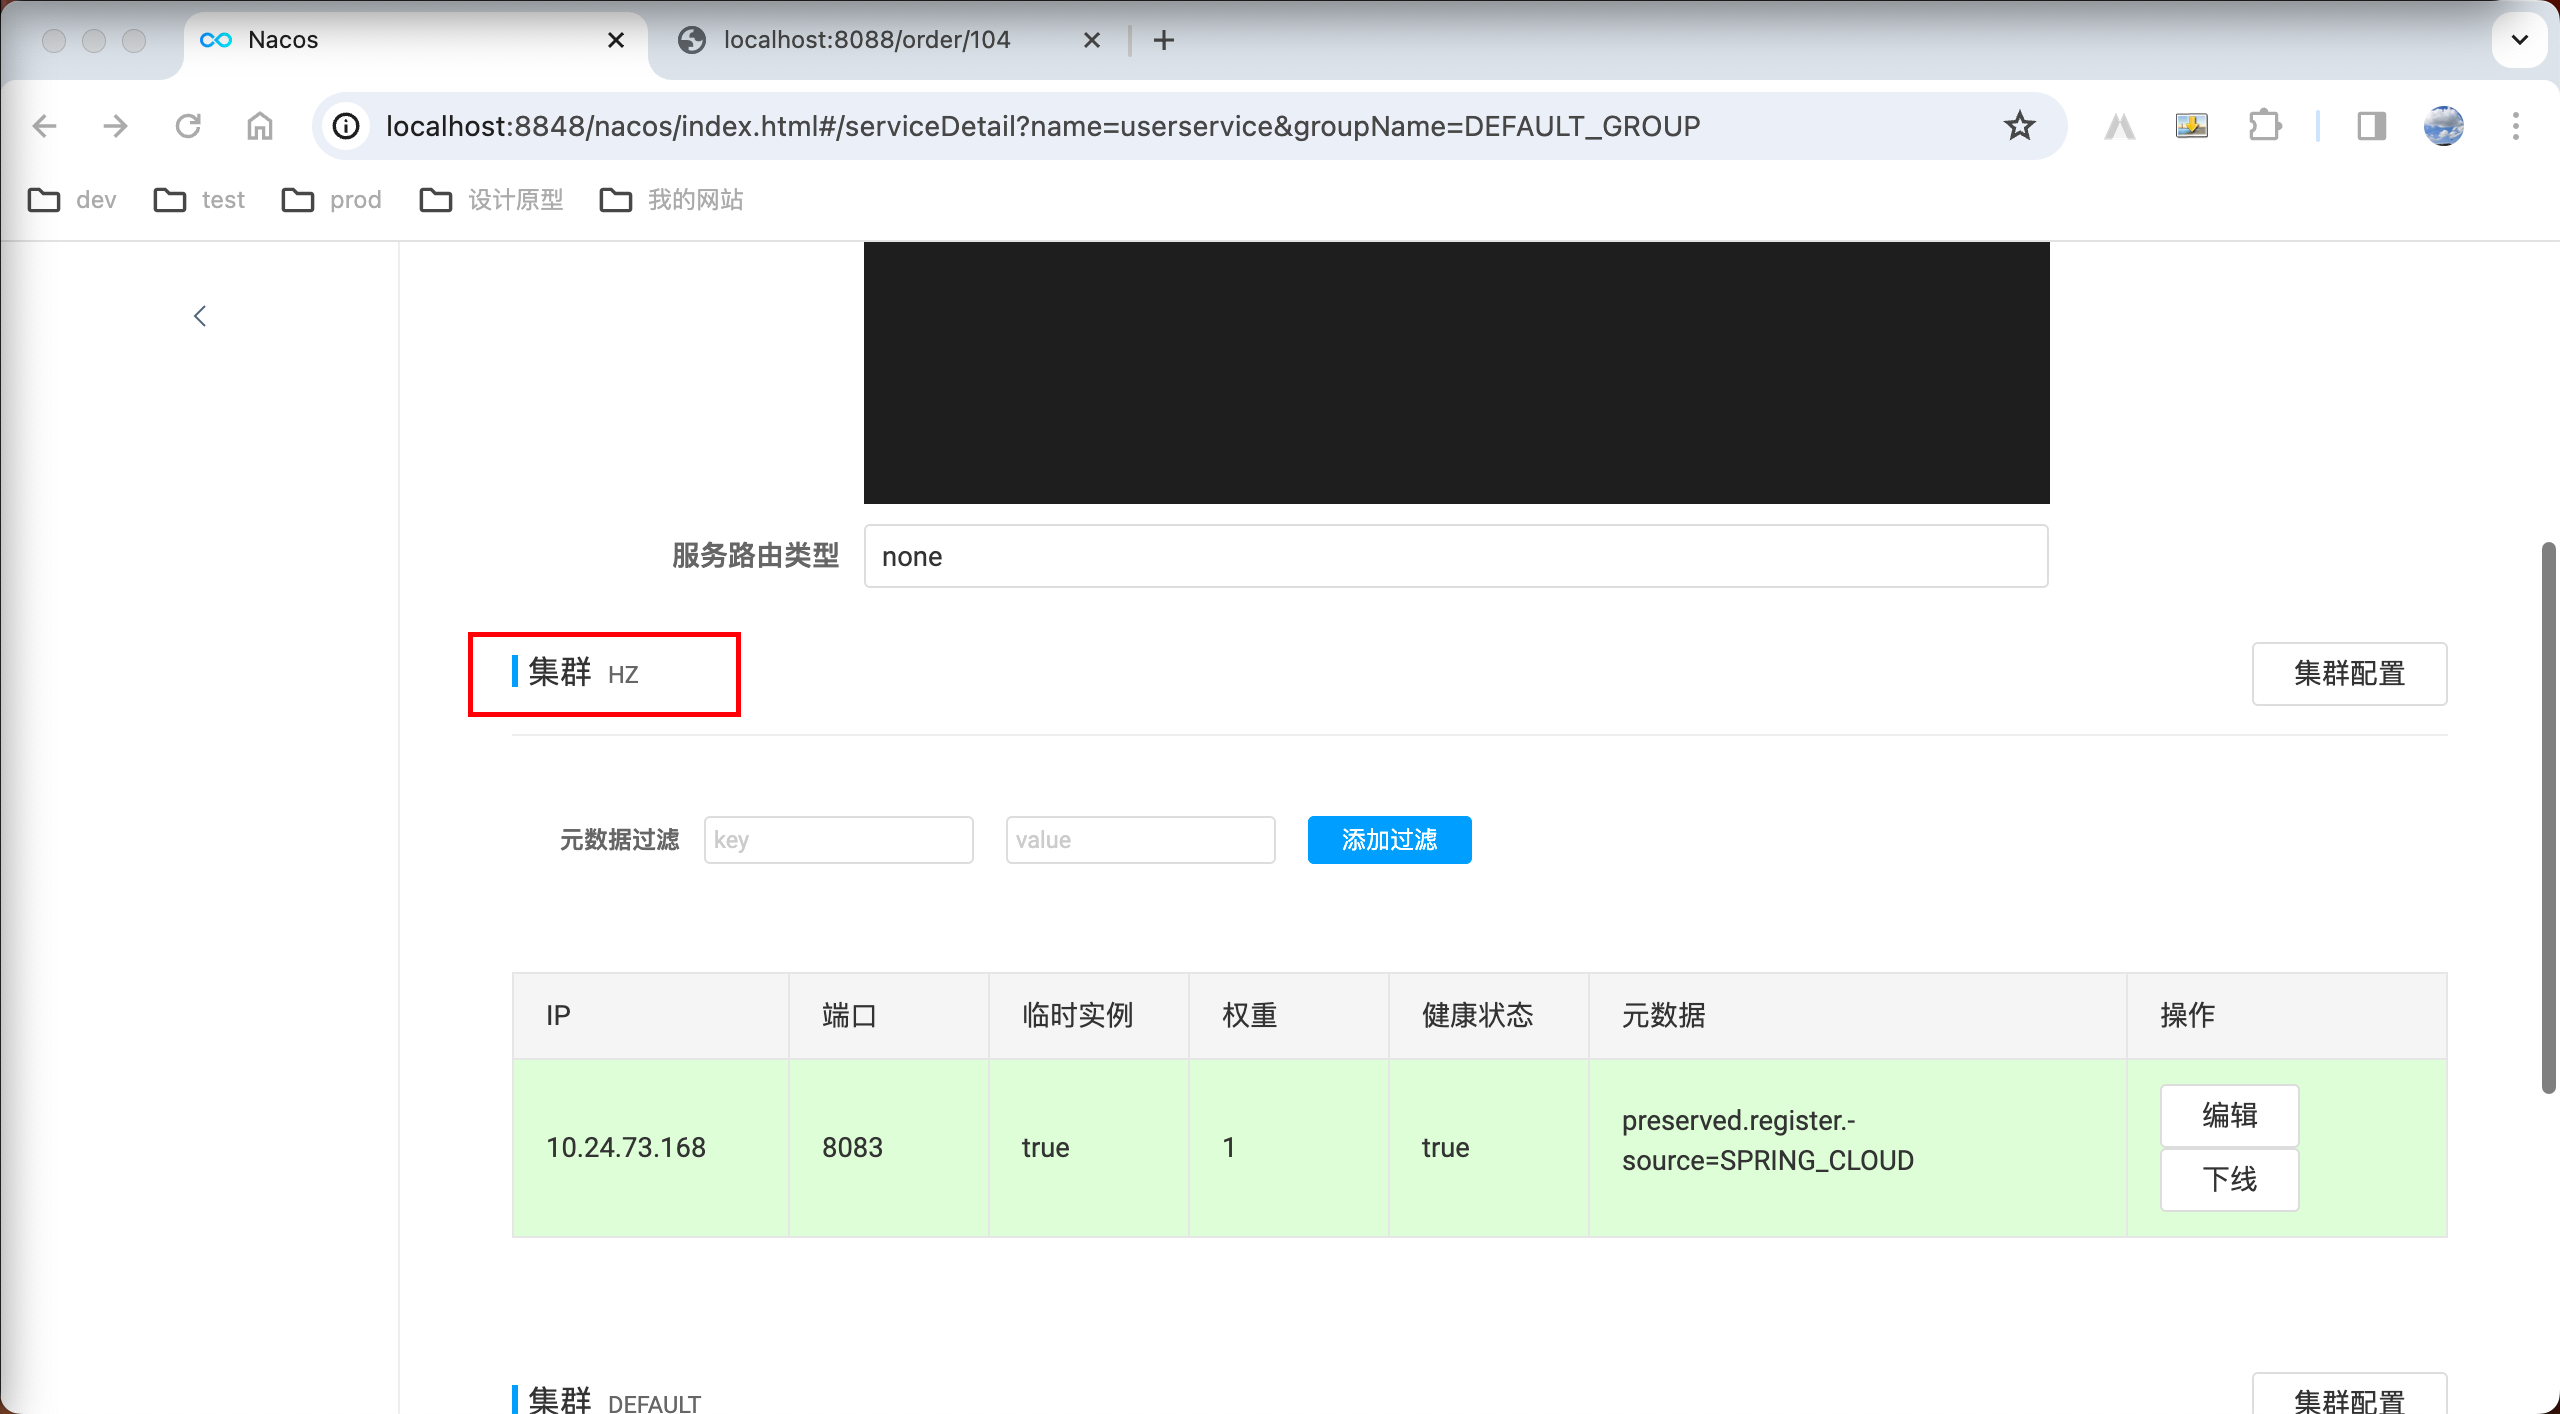 Nacos
localhost:8088/order/104
localhost:8848/nacos/index.html#/serviceDetail?name=userservice&groupName=DEFAULT_GROUP
dev test prod 设计原型 我的网站
服务路由类型 none
集群 HZ 集群配置
元数据过滤 key value 添加过滤
IP 端口 临时实例 权重 健康状态 元数据 操作
10.24.73.168 8083 true 1 true preserved.register.-
source=SPRING_CLOUD
编辑
下线
集群 DEFAULT 集群配置